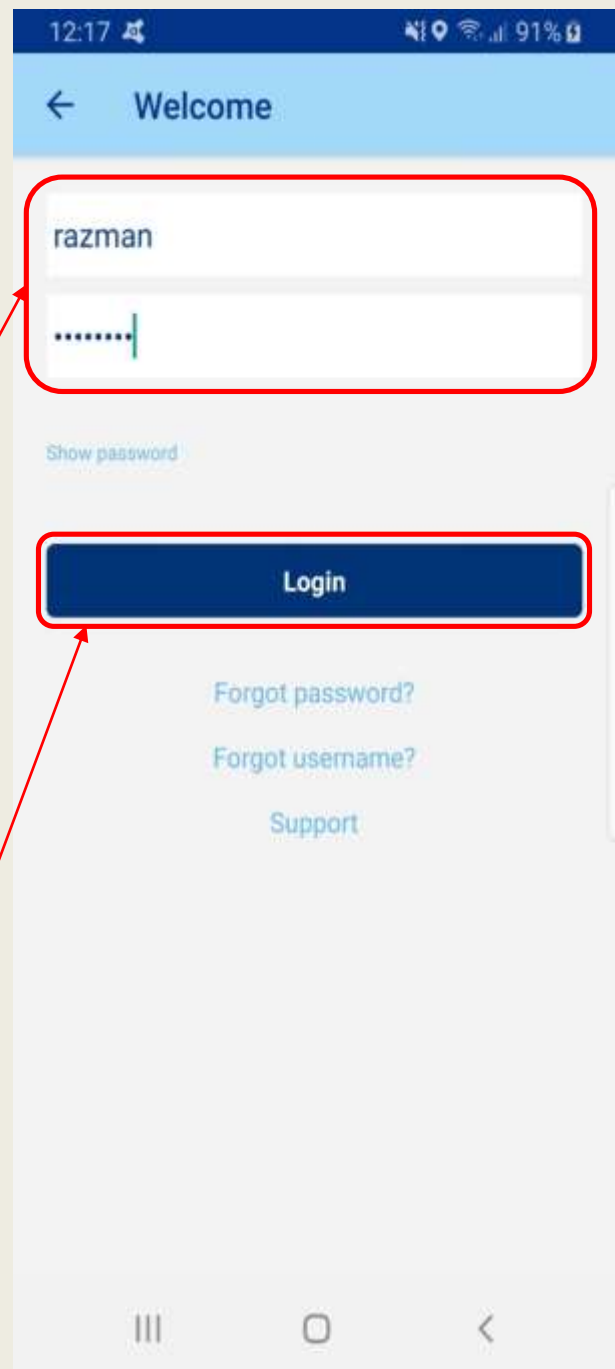 12:17 91%
← Welcome
razman
••••••••
Show password
Login
Forgot password?
Forgot username?
Support